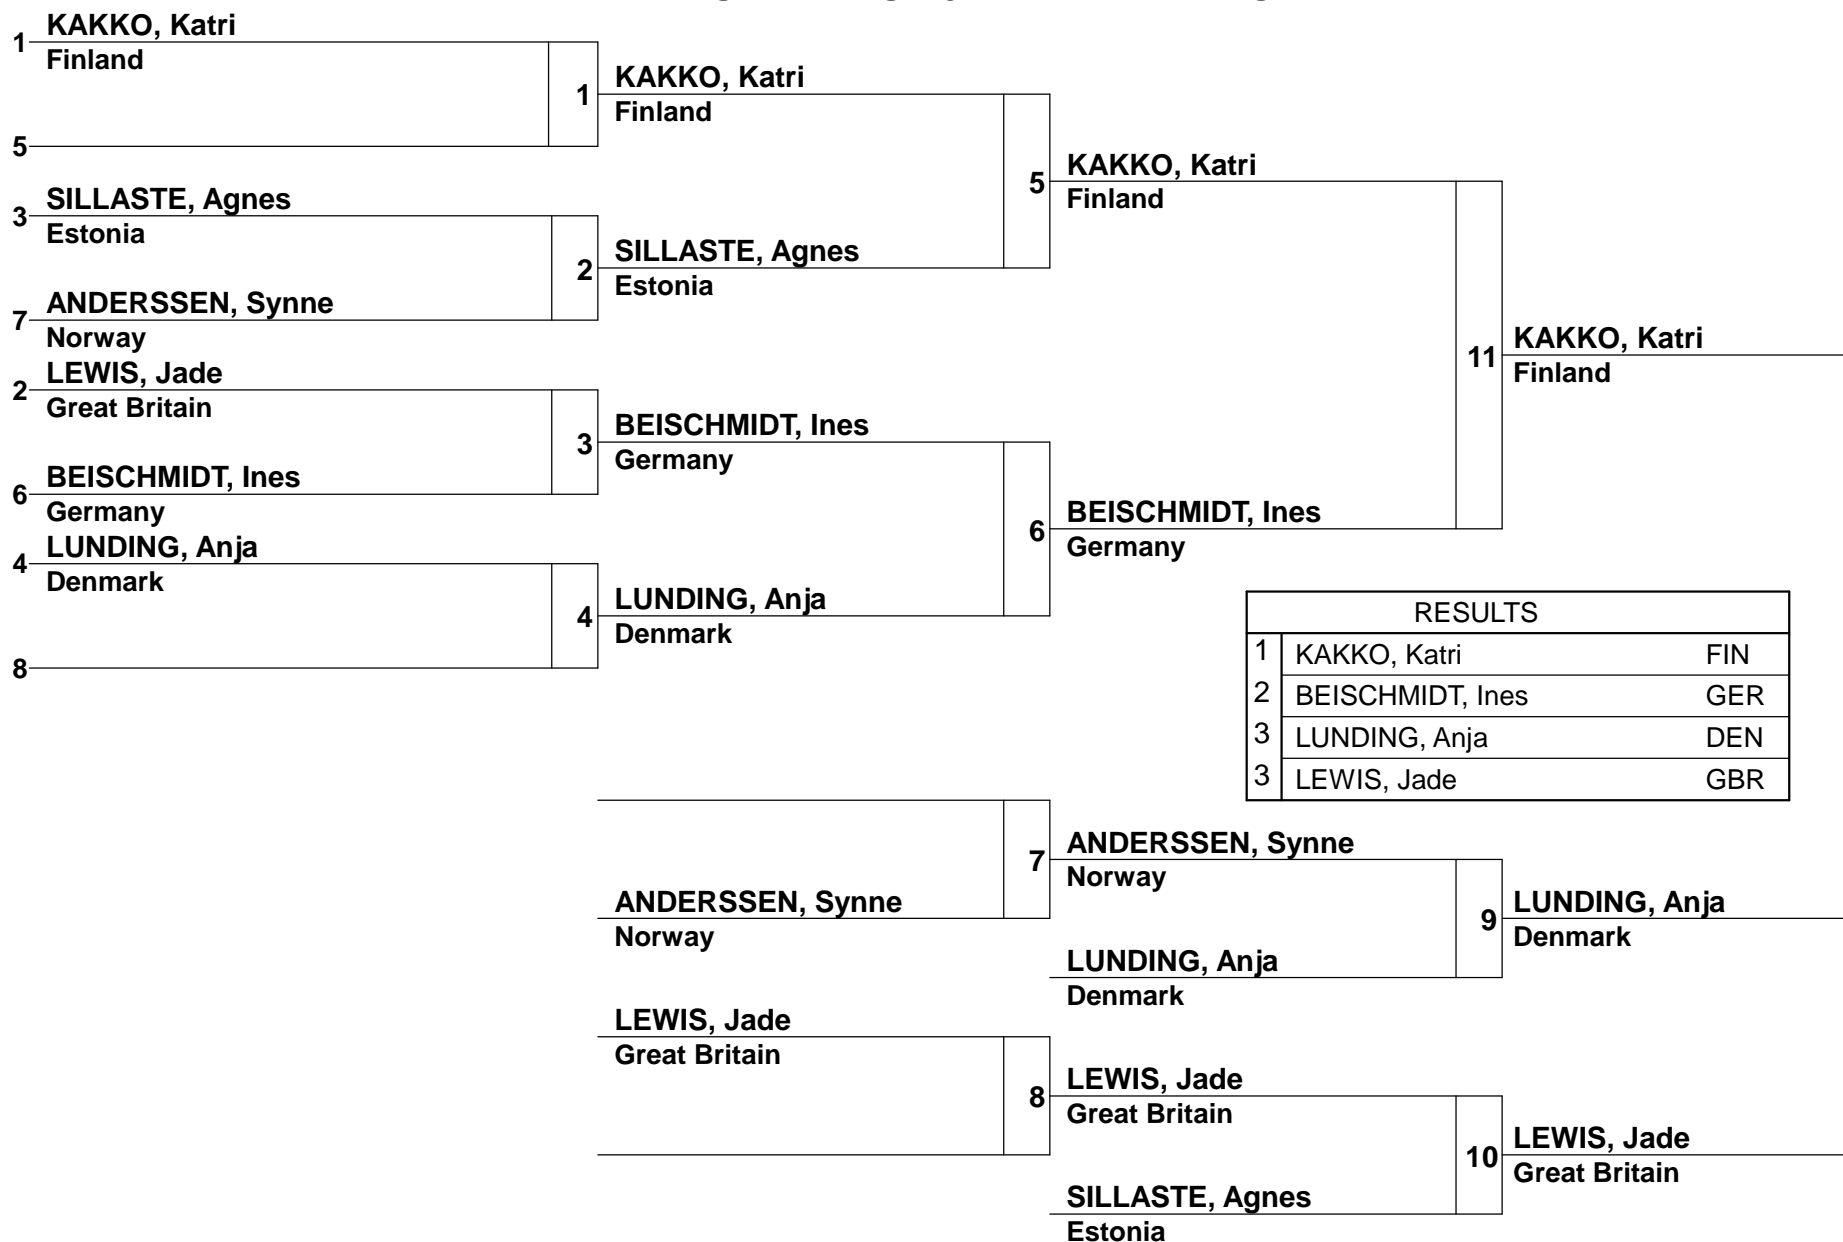 KAKKO, Katri
1
Finland
KAKKO, Katri
1
Finland
5
KAKKO, Katri
5
Finland
SILLASTE, Agnes
3
Estonia
SILLASTE, Agnes
2
Estonia
ANDERSSEN, Synne
7
Norway
KAKKO, Katri
11
Finland
LEWIS, Jade
2
Great Britain
BEISCHMIDT, Ines
3
Germany
BEISCHMIDT, Ines
6
Germany
BEISCHMIDT, Ines
6
Germany
LUNDING, Anja
4
Denmark
LUNDING, Anja
4
Denmark
8
RESULTS
1 KAKKO, Katri FIN
2 BEISCHMIDT, Ines GER
3 LUNDING, Anja DEN
3 LEWIS, Jade GBR
ANDERSSEN, Synne
7
Norway
ANDERSSEN, Synne
Norway
LUNDING, Anja
9
Denmark
LUNDING, Anja
Denmark
LEWIS, Jade
Great Britain
LEWIS, Jade
8
Great Britain
LEWIS, Jade
10
Great Britain
SILLASTE, Agnes
Estonia